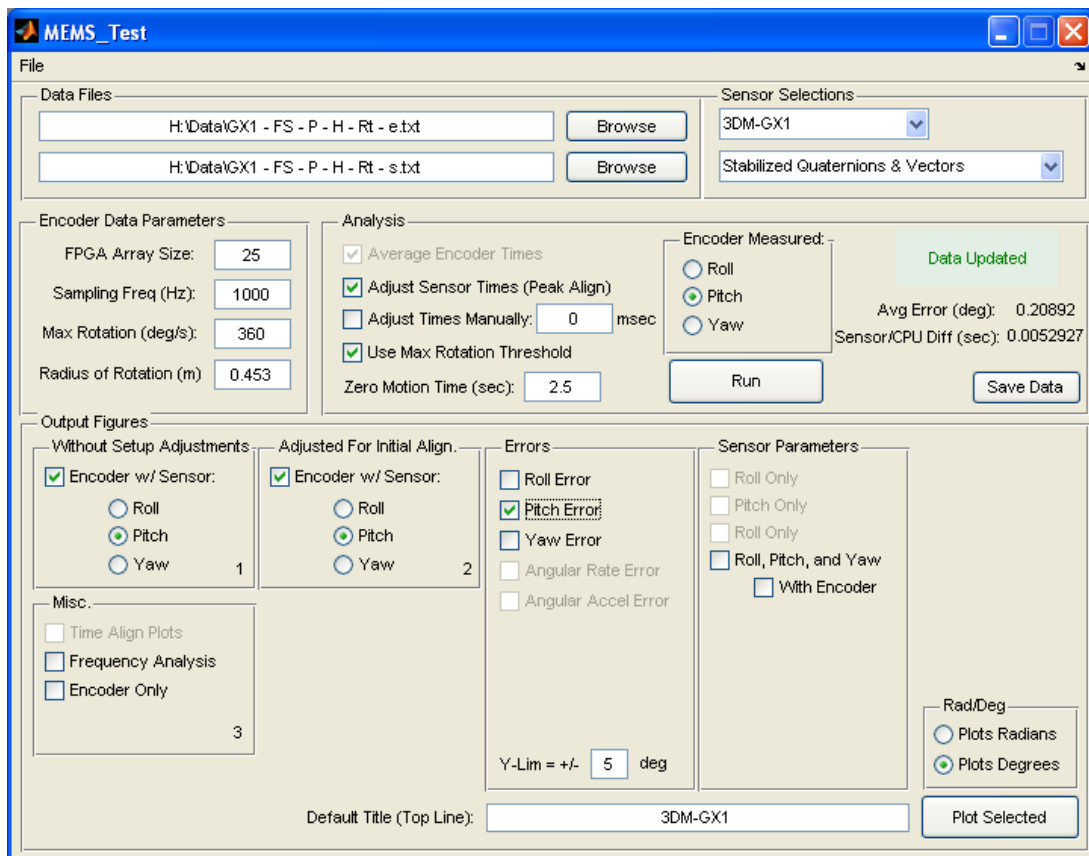 MEMS_Test
File
Data Files
H:\Data\GX1 - FS - P - H - Rt - e.txt
Browse
H:\Data\GX1 - FS - P - H - Rt - s.txt
Browse
Sensor Selections
3DM-GX1
Stabilized Quaternions & Vectors
Encoder Data Parameters
FPGA Array Size: 25
Sampling Freq (Hz): 1000
Max Rotation (deg/s): 360
Radius of Rotation (m) 0.453
Analysis
Average Encoder Times
Adjust Sensor Times (Peak Align)
Adjust Times Manually: 0 msec
Use Max Rotation Threshold
Zero Motion Time (sec): 2.5
Encoder Measured:
Roll
Pitch
Yaw
Run
Data Updated
Avg Error (deg): 0.20892
Sensor/CPU Diff (sec): 0.0052927
Save Data
Output Figures
Without Setup Adjustments
Encoder w/ Sensor:
Roll
Pitch
Yaw
1
Adjusted For Initial Align.
Encoder w/ Sensor:
Roll
Pitch
Yaw
2
Errors
Roll Error
Pitch Error
Yaw Error
Angular Rate Error
Angular Accel Error
Y-Lim = +/- 5 deg
Sensor Parameters
Roll Only
Pitch Only
Roll Only
Roll, Pitch, and Yaw
With Encoder
Misc.
Time Align Plots
Frequency Analysis
Encoder Only
3
Rad/Deg
Plots Radians
Plots Degrees
Default Title (Top Line): 3DM-GX1
Plot Selected